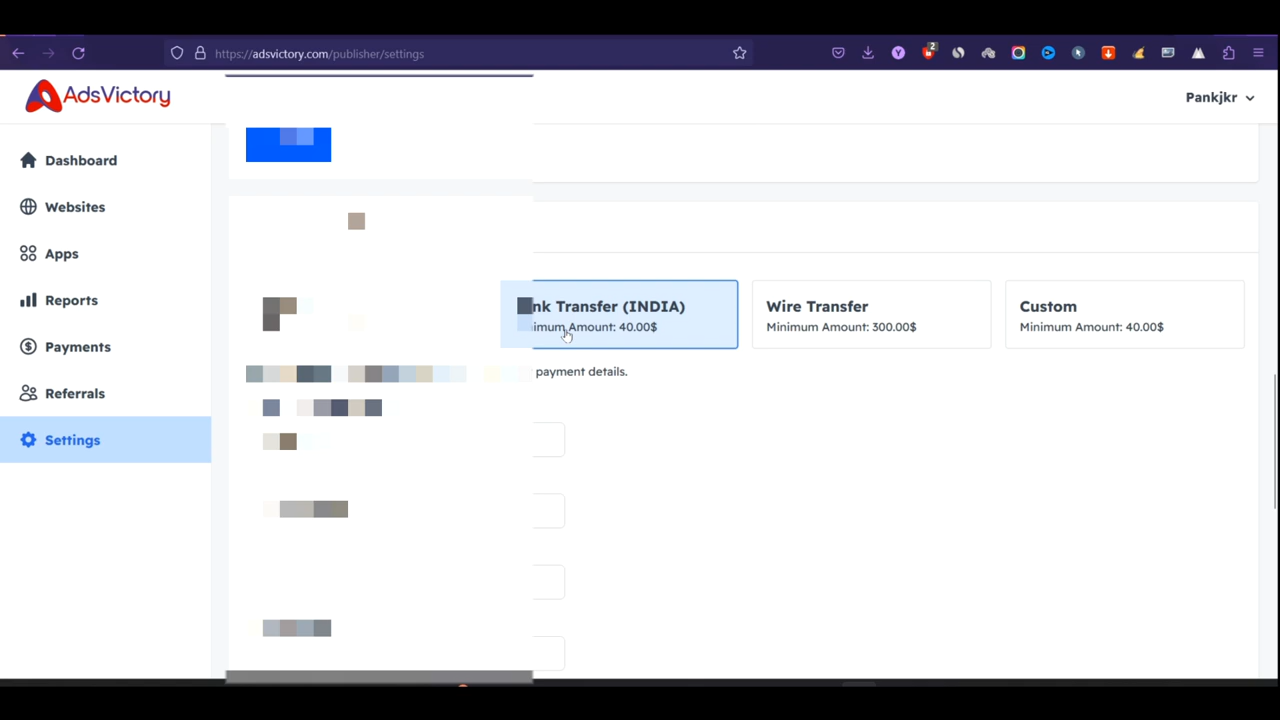 https://adsvictory.com/publisher/settings
2
AdsVictory
Pankjkr
Dashboard
Websites
Apps
Reports
Payments
Referrals
Settings
nk Transfer (INDIA)
imum Amount: 40.00$
Wire Transfer
Minimum Amount: 300.00$
Custom
Minimum Amount: 40.00$
payment details.